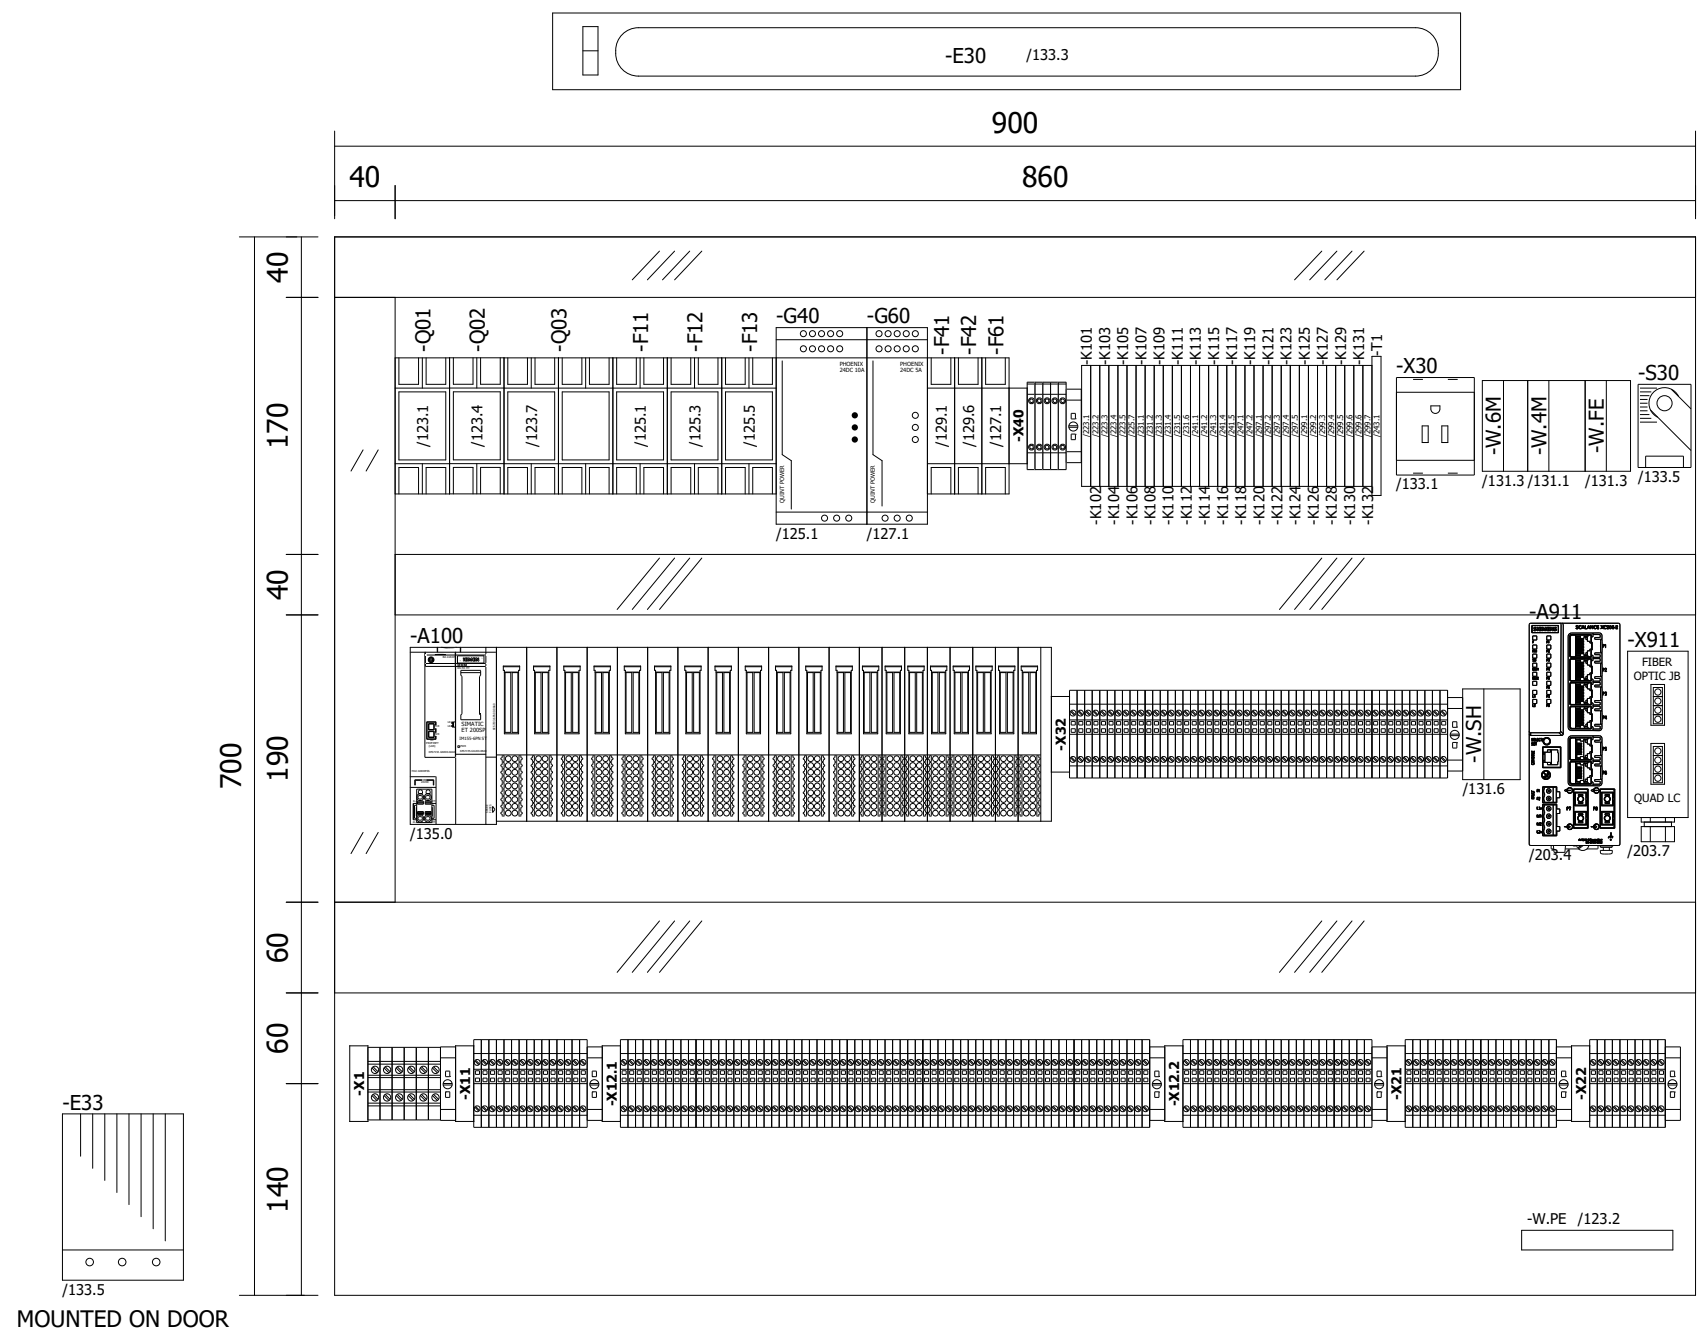 -E30 /133.3
900
40 860
40
170
40
190
700
60
60
140
-Q01 -Q02 -Q03 -F11 -F12 -F13 -G40 -G60 -F41 -F42 -F61
PHOENIX
24DC 10A
PHOENIX
24DC 5A
QUINT POWER
QUINT POWER
/123.1 /123.4 /123.7 /125.1 /125.3 /125.5 /129.1 /129.6 /127.1
/125.1 /127.1
-X40
-K101 -K103 -K105 -K107 -K109 -K111 -K113 -K115 -K117 -K119 -K121 -K123 -K125 -K127 -K129 -K131 -T1
-K102 -K104 -K106 -K108 -K110 -K112 -K114 -K116 -K118 -K120 -K122 -K124 -K126 -K128 -K130 -K132
-X30
/133.1
-W.6M -W.4M -W.FE
/131.3 /131.1 /131.3
-S30
/133.5
-A100
SIMATIC
ET 200SP
/135.0
-X32
-W.SH
/131.6
-A911
/203.4
-X911
FIBER
OPTIC JB
QUAD LC
/203.7
-X1 -X11 -X12.1 -X12.2 -X21 -X22
-W.PE /123.2
-E33
/133.5
MOUNTED ON DOOR